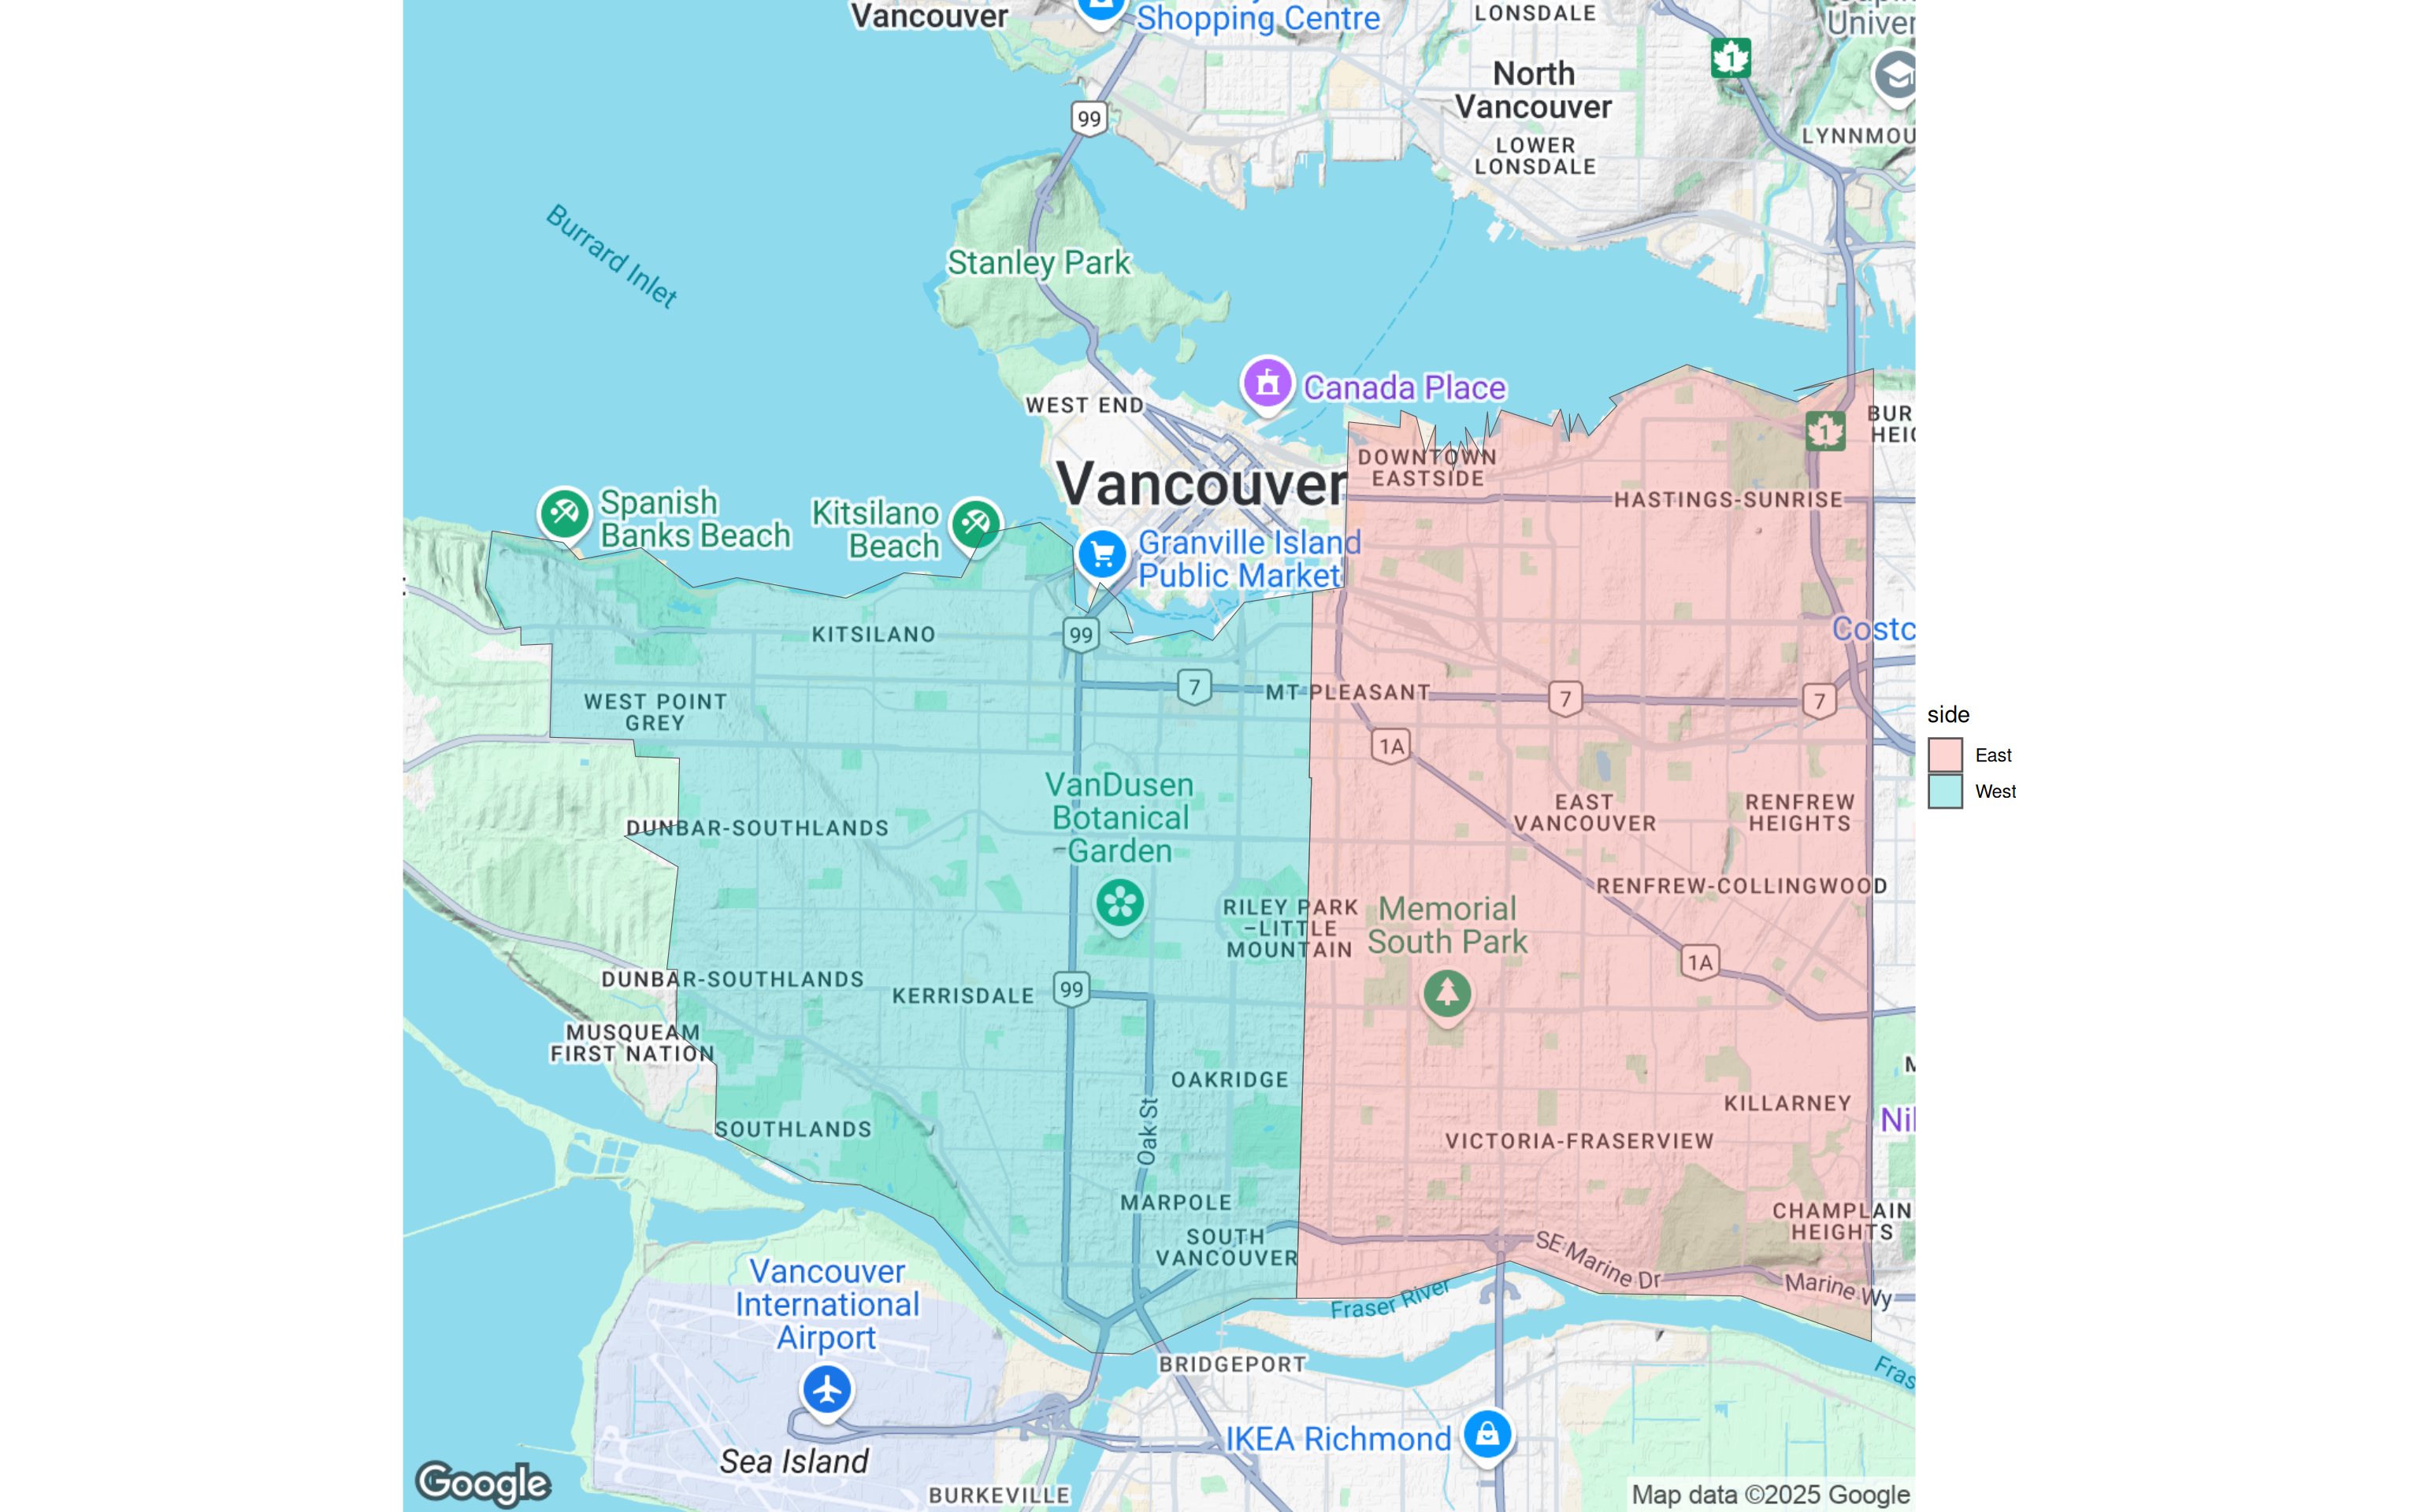 Vancouver
Shopping Centre
LONSDALE
Univer
1
99
North
Vancouver
LOWER
LONSDALE
LYNNMOU
Burrard Inlet
Stanley Park
Canada Place
WEST END
1
BUR
HEIG
Vancouver
DOWNTOWN
EASTSIDE
HASTINGS-SUNRISE
Spanish
Banks Beach
Kitsilano
Beach
Granville Island
Public Market
KITSILANO
99
Costc
WEST POINT
GREY
7
MT-PLEASANT
7
7
1A
side
East
West
VanDusen
Botanical
Garden
DUNBAR-SOUTHLANDS
EAST
VANCOUVER
RENFREW
HEIGHTS
RENFREW-COLLINGWOOD
RILEY PARK
–LITTLE
MOUNTAIN
Memorial
South Park
1A
DUNBAR-SOUTHLANDS
KERRISDALE
99
MUSQUEAM
FIRST NATION
OAKRIDGE
Oak St
KILLARNEY
Nil
SOUTHLANDS
VICTORIA-FRASERVIEW
MARPOLE
SOUTH
VANCOUVER
CHAMPLAIN
HEIGHTS
SE Marine Dr
Marine Wy
Fraser River
Vancouver
International
Airport
BRIDGEPORT
Fras
IKEA Richmond
Sea Island
BURKEVILLE
Google
Map data ©2025 Google